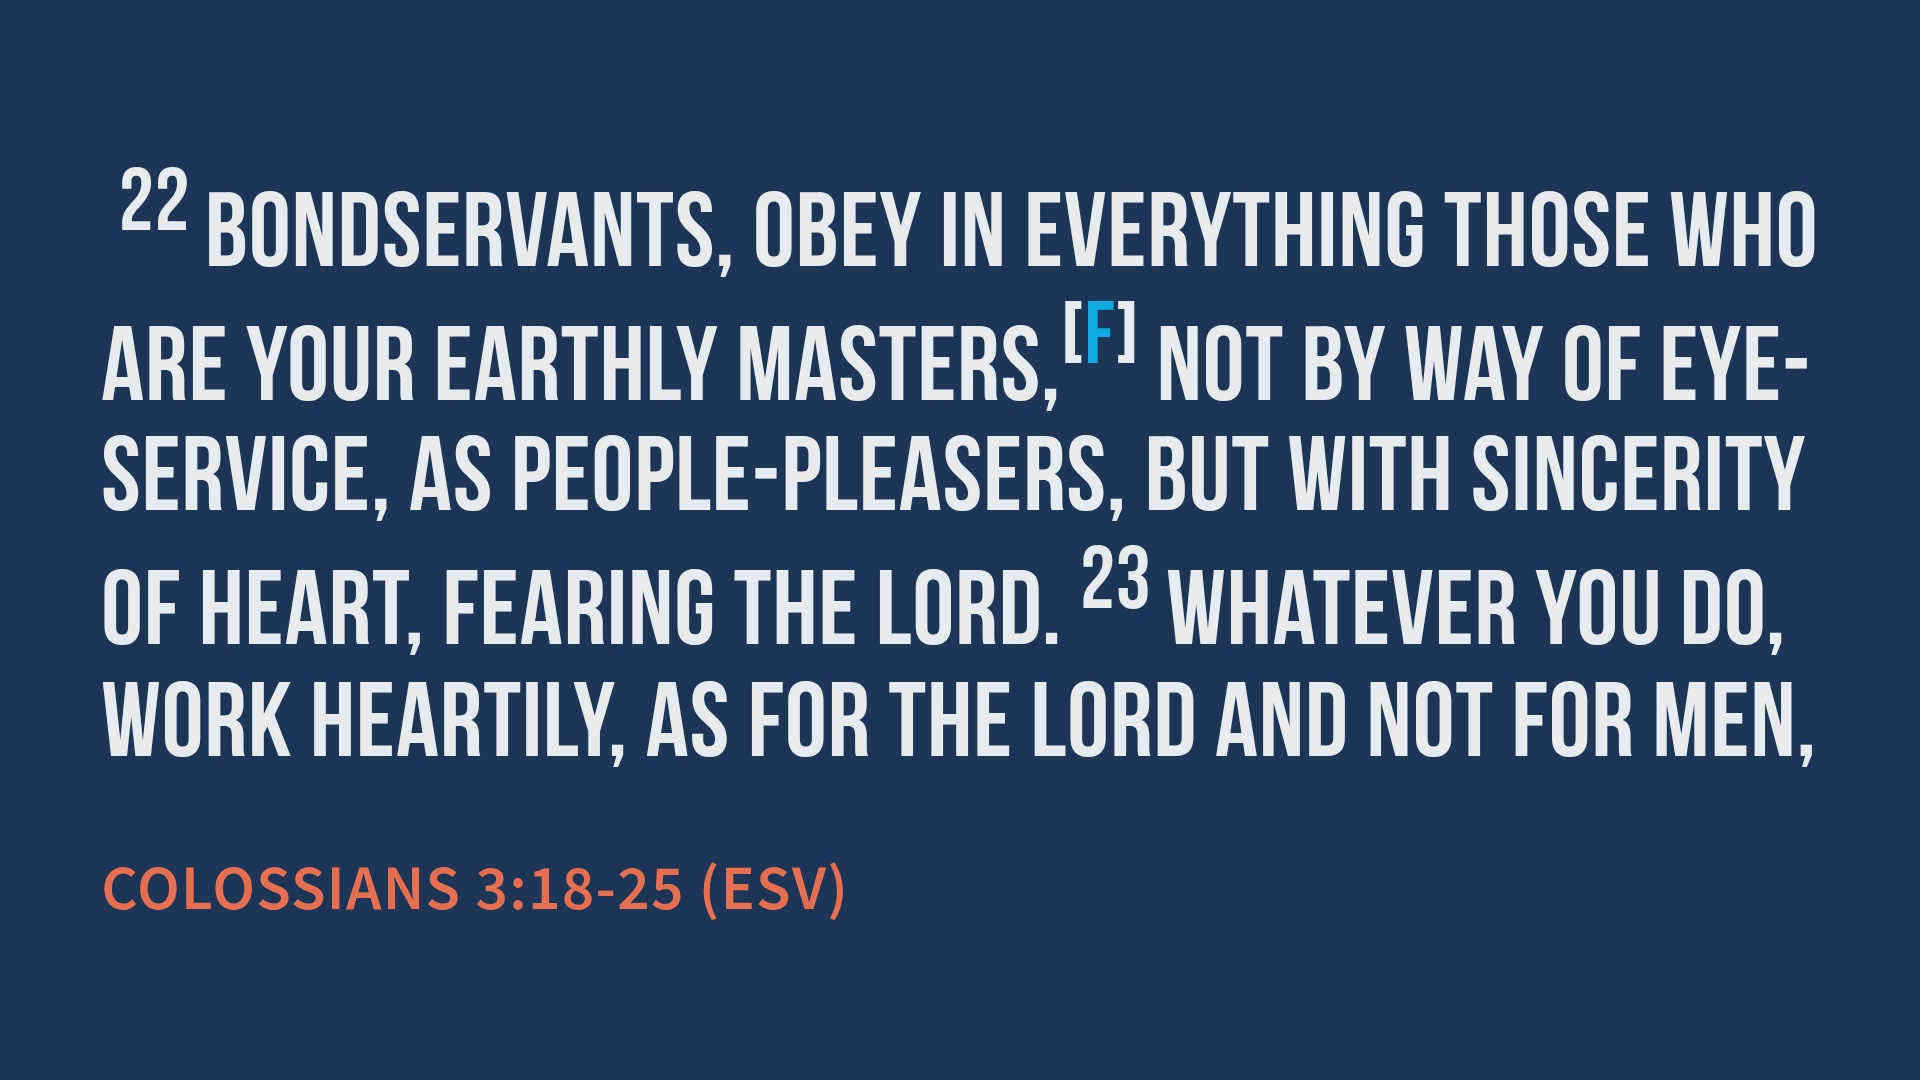 22 BONDSERVANTS, OBEY IN EVERYTHING THOSE WHO
ARE YOUR EARTHLY MASTERS,[F] NOT BY WAY OF EYE-
SERVICE, AS PEOPLE-PLEASERS, BUT WITH SINCERITY
OF HEART, FEARING THE LORD. 23 WHATEVER YOU DO,
WORK HEARTILY, AS FOR THE LORD AND NOT FOR MEN,
COLOSSIANS 3:18-25 (ESV)